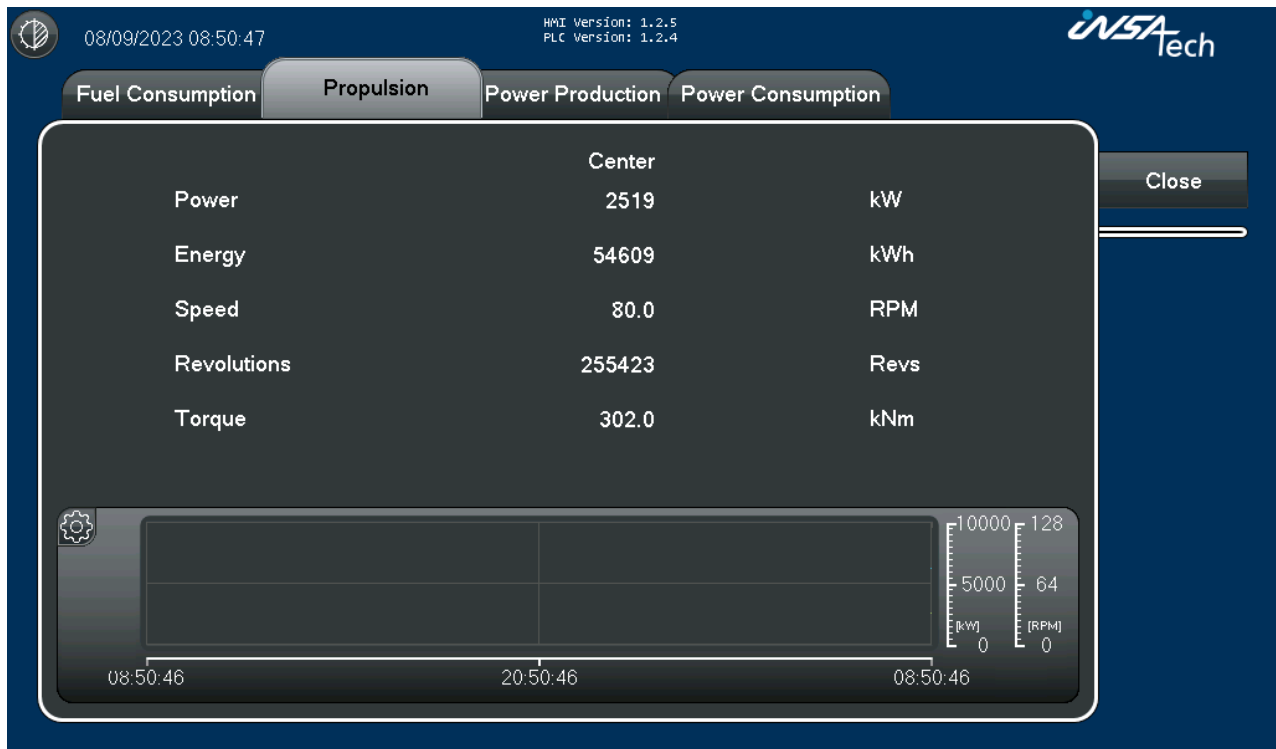 08/09/2023 08:50:47
HMI Version: 1.2.5
PLC Version: 1.2.4
iNSATech
Fuel Consumption Propulsion Power Production Power Consumption
Close
Center
Power 2519 kW
Energy 54609 kWh
Speed 80.0 RPM
Revolutions 255423 Revs
Torque 302.0 kNm
10000 128
5000 64
[kW] [RPM]
0 0
08:50:46 20:50:46 08:50:46